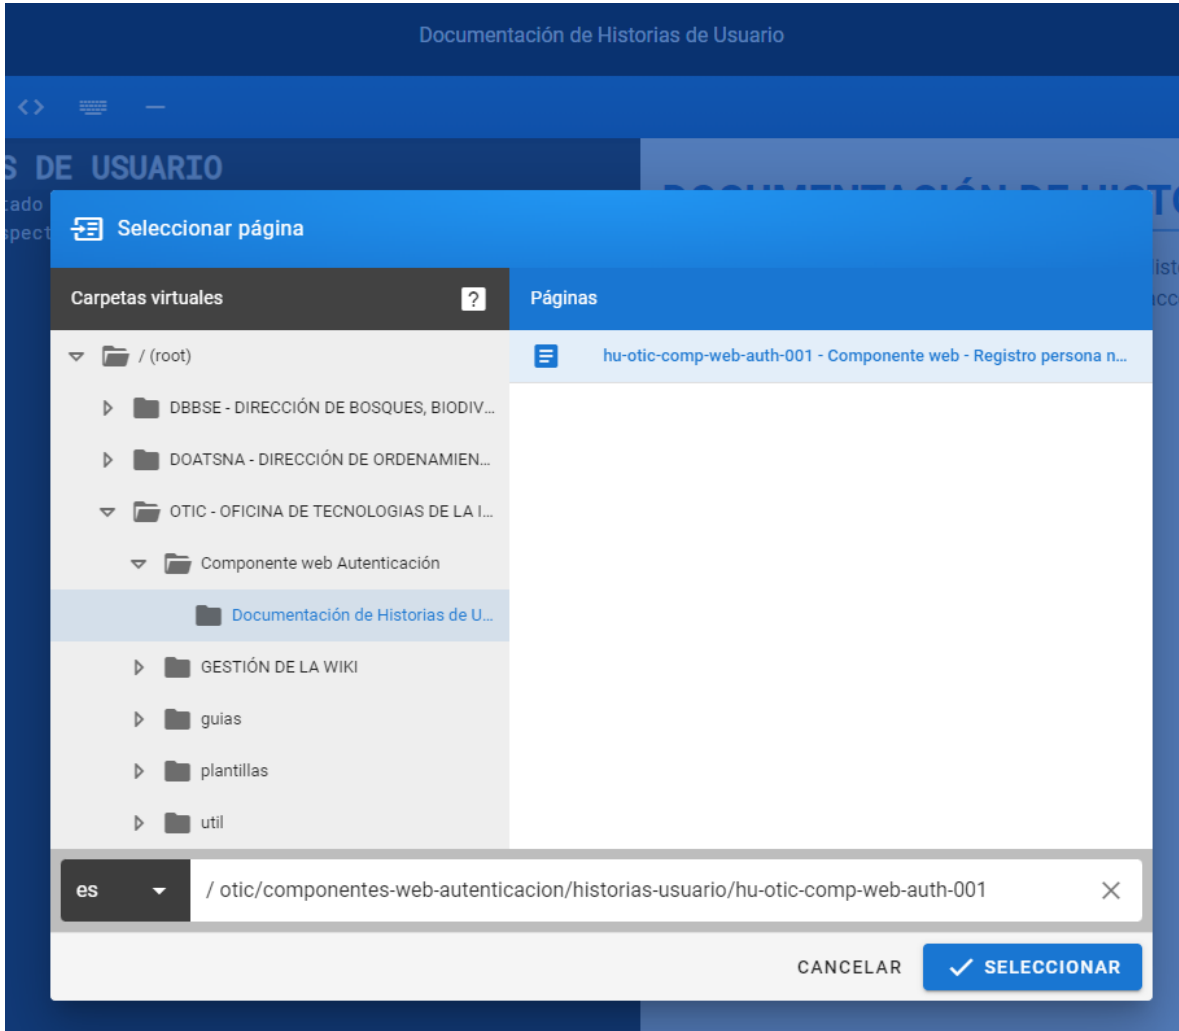 Documentación de Historias de Usuario
S DE USUARIO
tado
spect
Seleccionar página
Carpetas virtuales
?
Páginas
/ (root)
hu-otic-comp-web-auth-001 - Componente web - Registro persona n...
DBBSE - DIRECCIÓN DE BOSQUES, BIODIV...
DOATSNA - DIRECCIÓN DE ORDENAMIEN...
OTIC - OFICINA DE TECNOLOGIAS DE LA I...
Componente web Autenticación
Documentación de Historias de U...
GESTIÓN DE LA WIKI
guias
plantillas
util
es
/ otic/componentes-web-autenticacion/historias-usuario/hu-otic-comp-web-auth-001
CANCELAR
SELECCIONAR